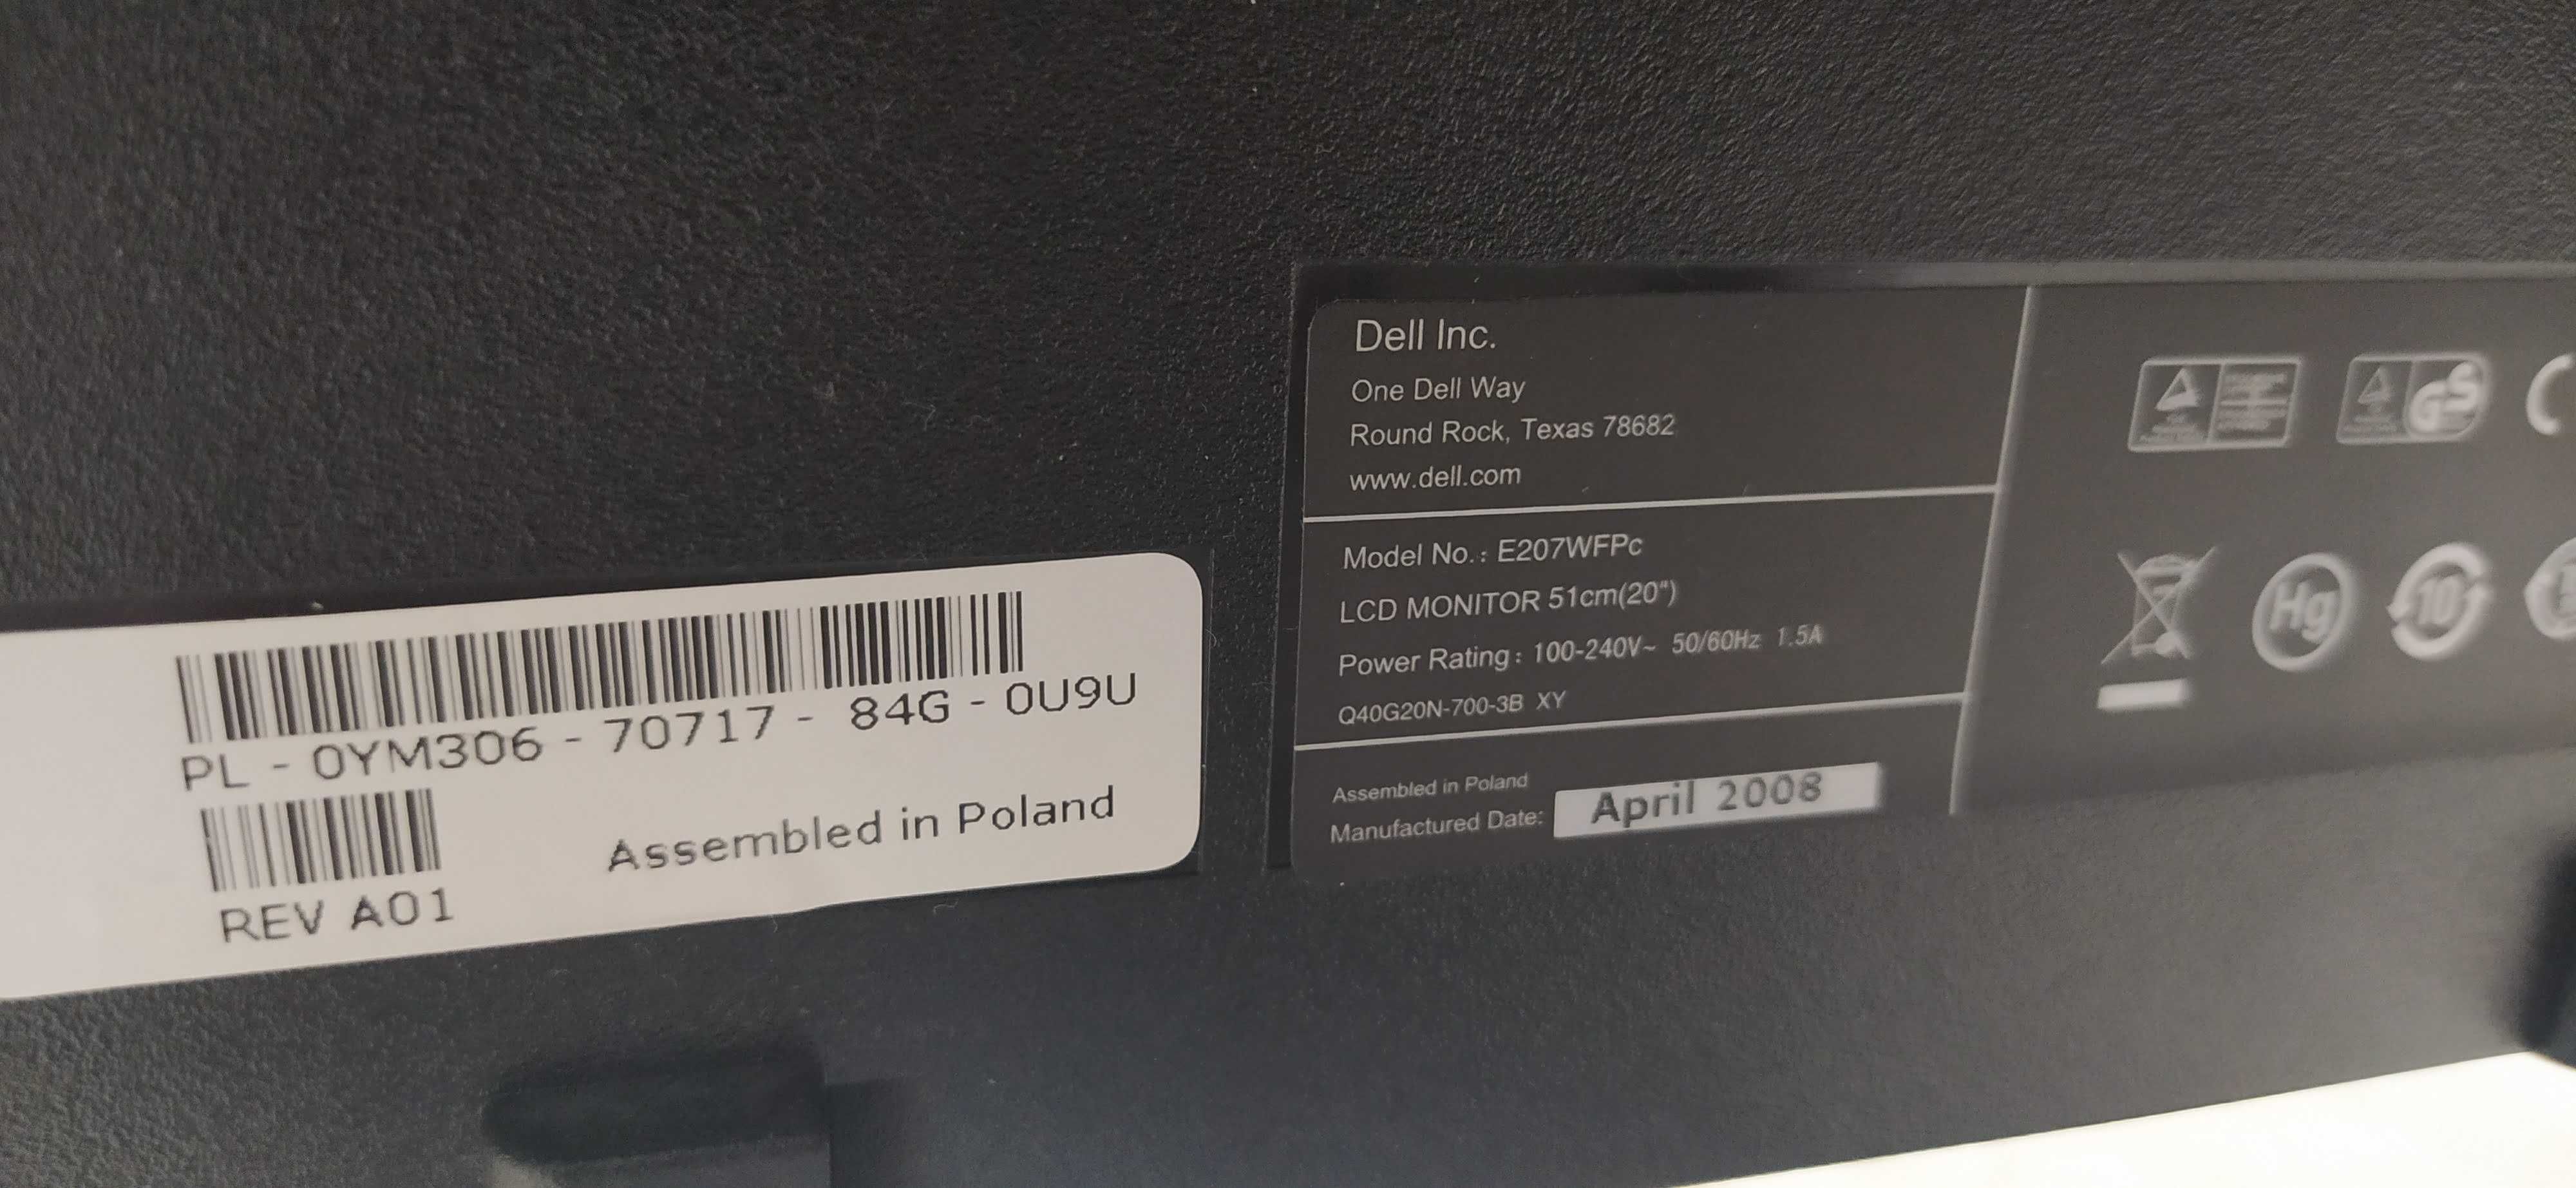 PL - 0YM306 - 70717 - 84G - 0U9U
REV A01
Assembled in Poland
Dell Inc.
One Dell Way
Round Rock, Texas 78682
www.dell.com
Model No.: E207WFPc
LCD MONITOR 51cm(20")
Power Rating: 100-240V~ 50/60Hz 1.5A
Q40G20N-700-3B XY
Assembled in Poland
Manufactured Date: April 2008
GS
Hg
10